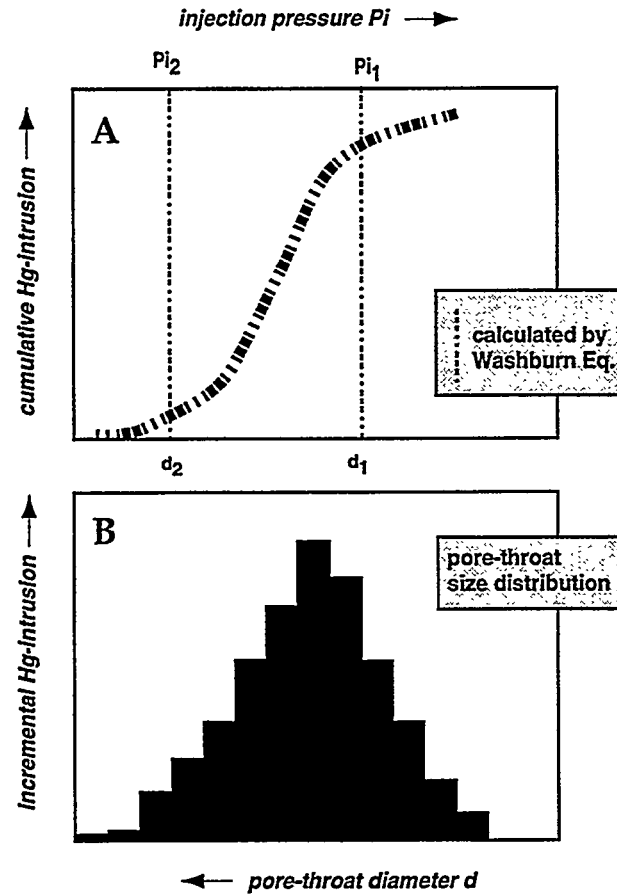 injection pressure Pi
Pi2
Pi1
A
cumulative Hg-Intrusion
calculated by
Washburn Eq.
d2
d1
B
Incremental Hg-Intrusion
pore-throat
size distribution
pore-throat diameter d